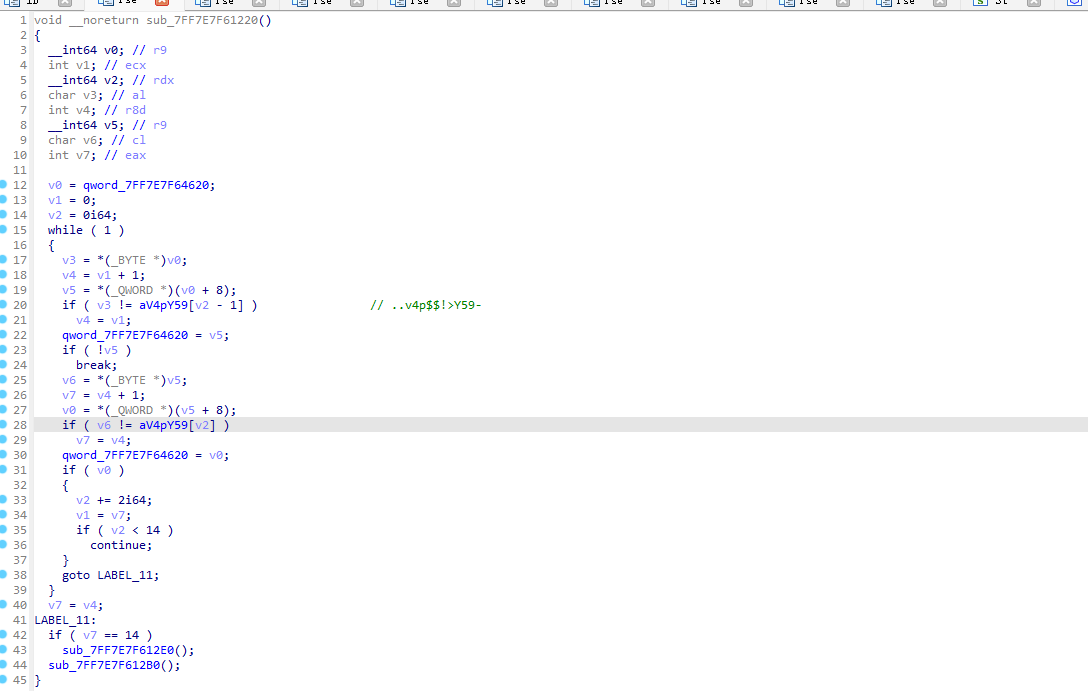 1 void __noreturn sub_7FF7E7F61220()
2 {
3 __int64 v0; // r9
4 int v1; // ecx
5 __int64 v2; // rdx
6 char v3; // al
7 int v4; // r8d
8 __int64 v5; // r9
9 char v6; // cl
10 int v7; // eax
11
12 v0 = qword_7FF7E7F64620;
13 v1 = 0;
14 v2 = 0i64;
15 while ( 1 )
16 {
17 v3 = *(_BYTE *)v0;
18 v4 = v1 + 1;
19 v5 = *(_QWORD *)(v0 + 8);
20 if ( v3 != aV4pY59[v2 - 1] ) // ..v4p$$!>Y59-
21 v4 = v1;
22 qword_7FF7E7F64620 = v5;
23 if ( !v5 )
24 break;
25 v6 = *(_BYTE *)v5;
26 v7 = v4 + 1;
27 v0 = *(_QWORD *)(v5 + 8);
28 if ( v6 != aV4pY59[v2] )
29 v7 = v4;
30 qword_7FF7E7F64620 = v0;
31 if ( v0 )
32 {
33 v2 += 2i64;
34 v1 = v7;
35 if ( v2 < 14 )
36 continue;
37 }
38 goto LABEL_11;
39 }
40 v7 = v4;
41 LABEL_11:
42 if ( v7 == 14 )
43 sub_7FF7E7F612E0();
44 sub_7FF7E7F612B0();
45 }